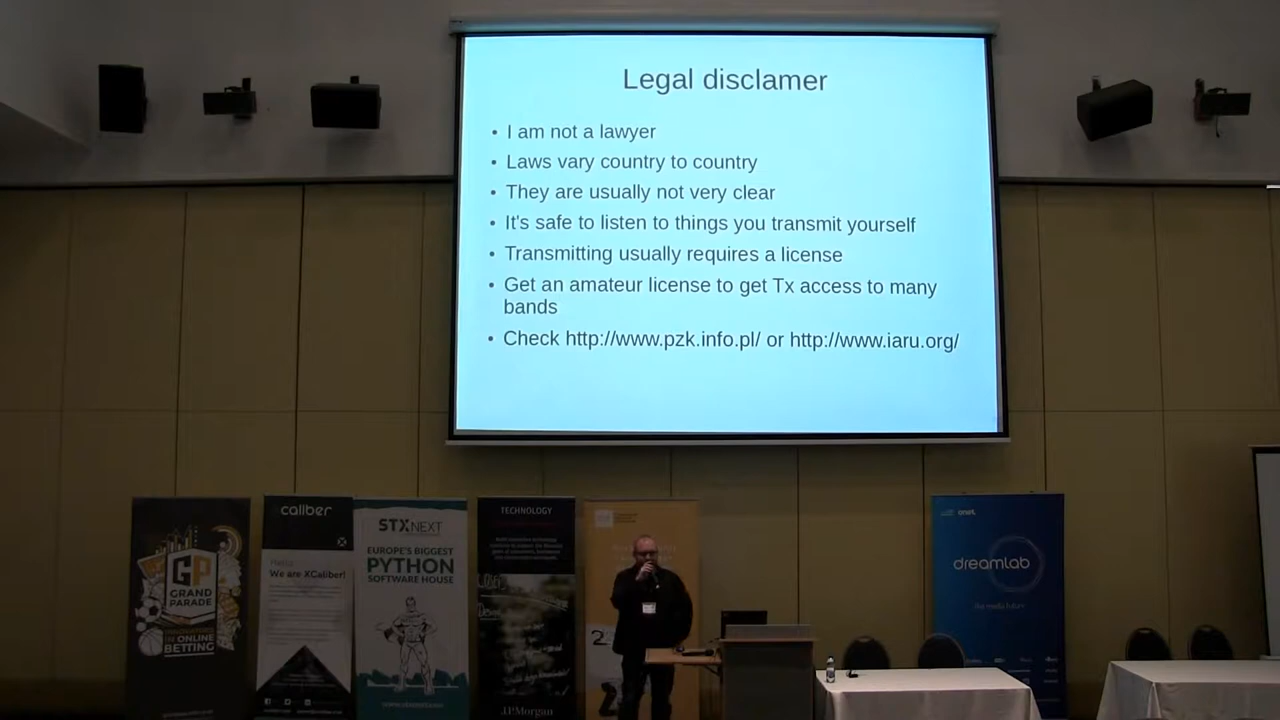 Legal disclamer
• I am not a lawyer
• Laws vary country to country
• They are usually not very clear
• It's safe to listen to things you transmit yourself
• Transmitting usually requires a license
• Get an amateur license to get Tx access to many
bands
• Check http://www.pzk.info.pl/ or http://www.iaru.org/
GP
GRAND
PARADE
ONLINE
BETTING
caliber
We are XCaliber!
STXNEXT
EUROPE'S BIGGEST
PYTHON
SOFTWARE HOUSE
TECHNOLOGY
J.P.Morgan
onet.
dreamlab